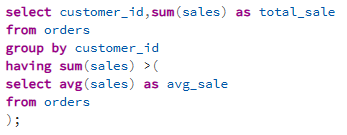 select customer_id,sum(sales) as total_sale
from orders
group by customer_id
having sum(sales) >(
select avg(sales) as avg_sale
from orders
);